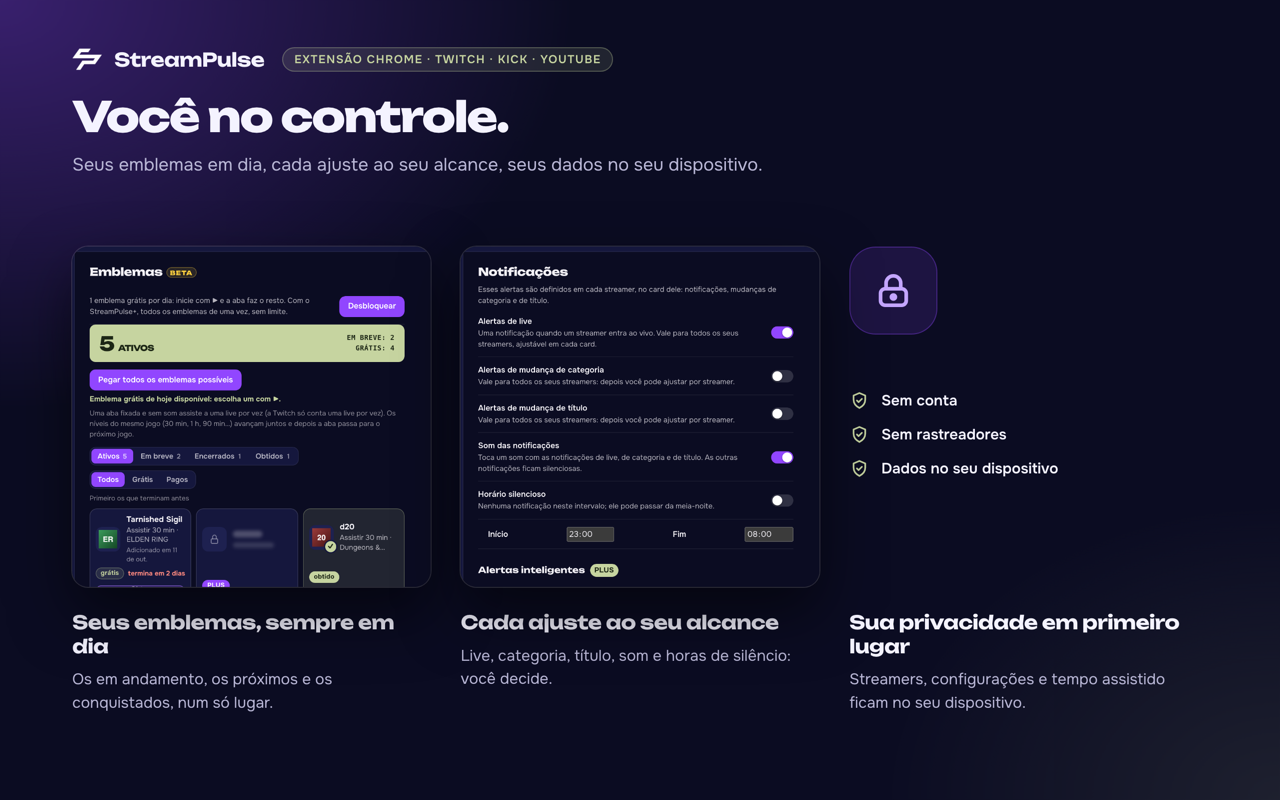 StreamPulse
EXTENSÃO CHROME · TWITCH · KICK · YOUTUBE
Você no controle.
Seus emblemas em dia, cada ajuste ao seu alcance, seus dados no seu dispositivo.
Emblemas BETA
1 emblema grátis por dia: inicie com ▶ e a aba faz o resto. Com o
StreamPulse+, todos os emblemas de uma vez, sem limite.
Desbloquear
5 ATIVOS
EM BREVE: 2
GRÁTIS: 4
Pegar todos os emblemas possíveis
Emblema grátis de hoje disponível: escolha um com ▶.
Uma aba fixada e sem som assiste a uma live por vez (a Twitch só conta uma live por vez). Os
níveis do mesmo jogo (30 min, 1 h, 90 min...) avançam juntos e depois a aba passa para o
próximo jogo.
Ativos 5 Em breve 2 Encerrados 1 Obtidos 1
Todos Grátis Pagos
Primeiro os que terminam antes
ER
Tarnished Sigil
Assistir 30 min ·
ELDEN RING
Adicionado em 11
de out
grátis termina em 2 dias
PLUS
20
d20
Assistir 30 min ·
Dungeons &...
obtido
Seus emblemas, sempre em
dia
Os em andamento, os próximos e os
conquistados, num só lugar.
Notificações
Esses alertas são definidos em cada streamer, no card dele: notificações, mudanças de
categoria e de título.
Alertas de live
Uma notificação quando um streamer entra ao vivo. Vale para todos os seus
streamers, ajustável em cada card.
Alertas de mudança de categoria
Vale para todos os seus streamers: depois você pode ajustar por streamer.
Alertas de mudança de título
Vale para todos os seus streamers: depois você pode ajustar por streamer.
Som das notificações
Toca um som com as notificações de live, de categoria e de título. As outras
notificações ficam silenciosas.
Horário silencioso
Nenhuma notificação neste intervalo; ele pode passar da meia-noite.
Início 23:00 Fim 08:00
Alertas inteligentes PLUS
Cada ajuste ao seu alcance
Live, categoria, título, som e horas de silêncio:
você decide.
Sem conta
Sem rastreadores
Dados no seu dispositivo
Sua privacidade em primeiro
lugar
Streamers, configurações e tempo assistido
ficam no seu dispositivo.